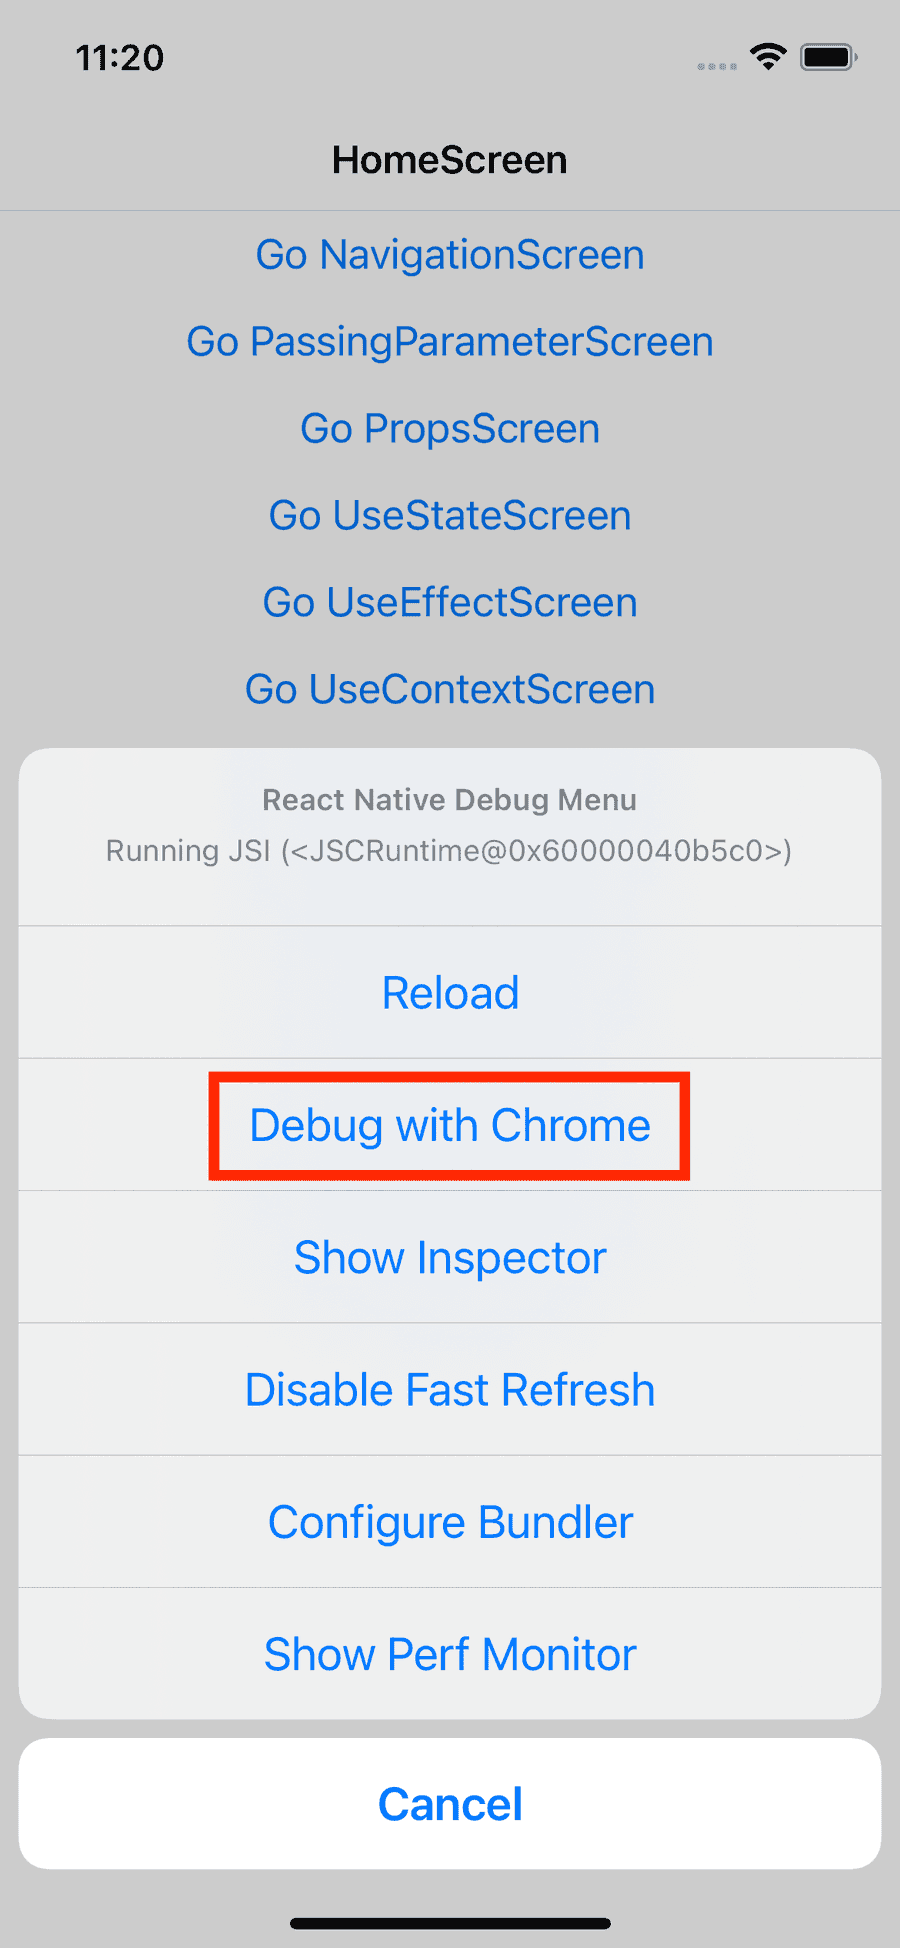 11:20
HomeScreen
Go NavigationScreen
Go PassingParameterScreen
Go PropsScreen
Go UseStateScreen
Go UseEffectScreen
Go UseContextScreen
React Native Debug Menu
Running JSI (<JSCRuntime@0x60000040b5c0>)
Reload
Debug with Chrome
Show Inspector
Disable Fast Refresh
Configure Bundler
Show Perf Monitor
Cancel